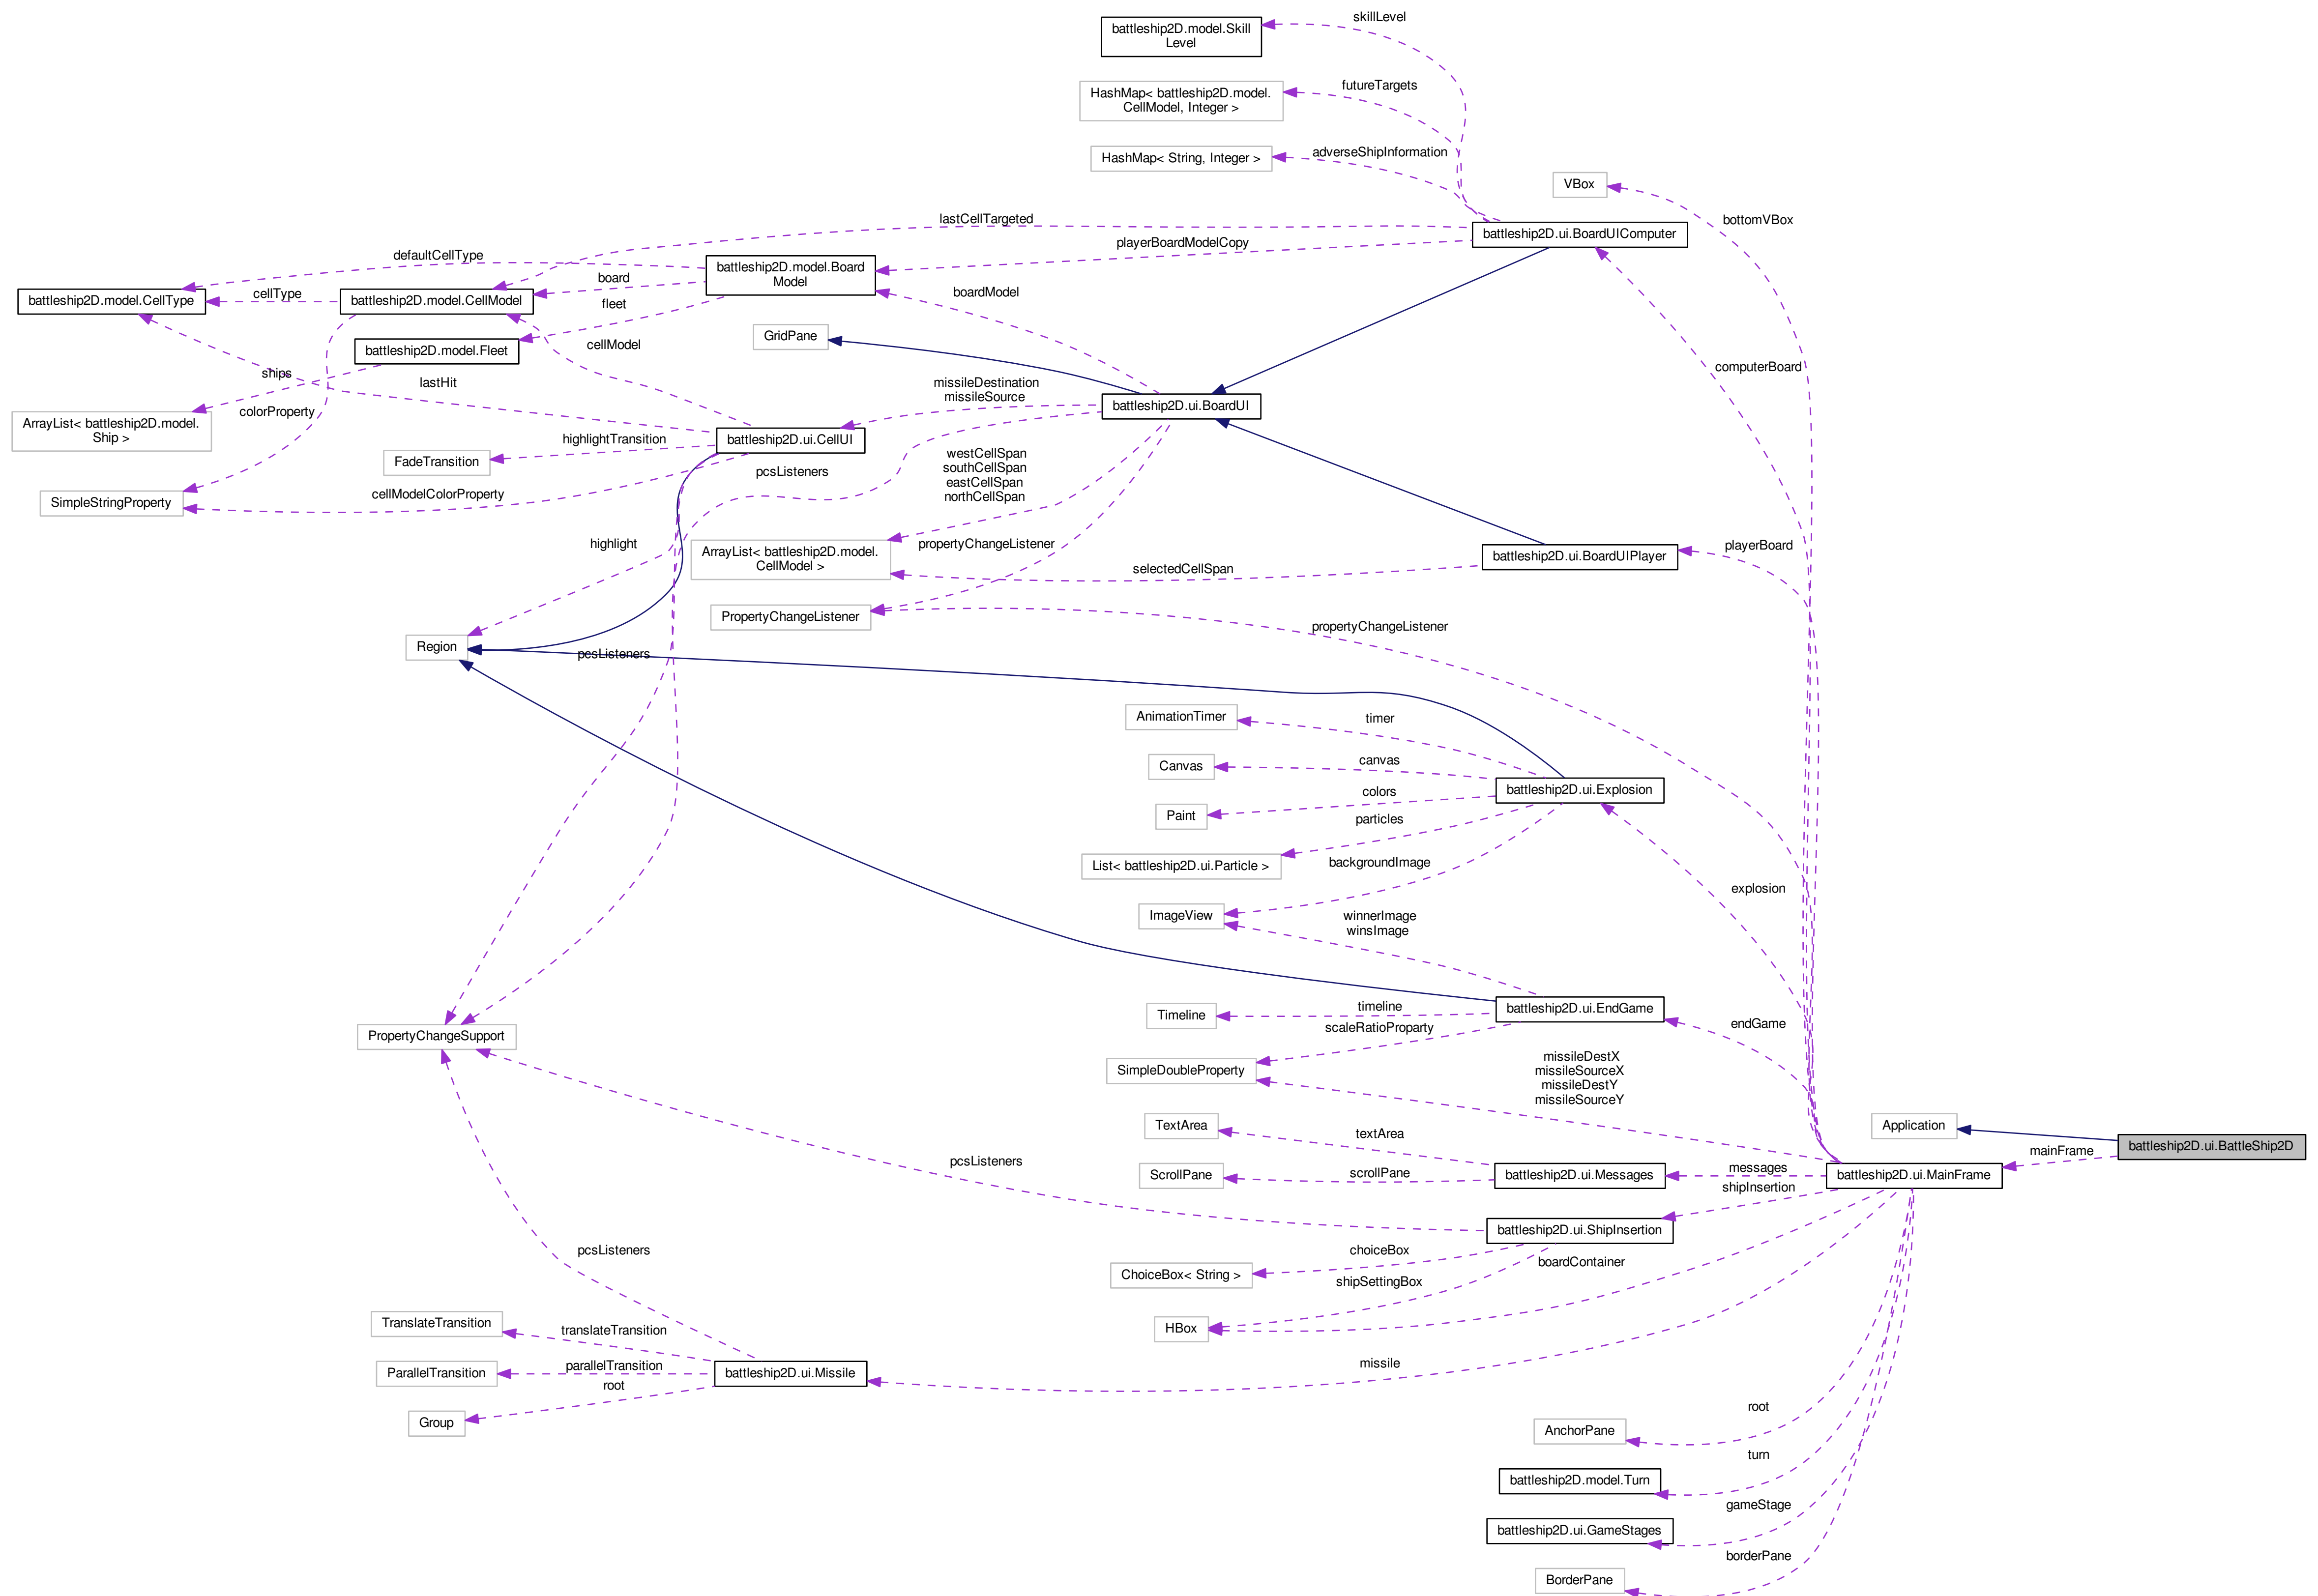 skillLevel
battleship2D.model.Skill
Level
HashMap< battleship2D.model.
CellModel, Integer >
futureTargets
HashMap< String, Integer >
adverseShipInformation
VBox
bottomVBox
lastCellTargeted
battleship2D.ui.BoardUIComputer
playerBoardModelCopy
defaultCellType
battleship2D.model.Board
Model
board
boardModel
battleship2D.model.CellType
cellType
battleship2D.model.CellModel
fleet
GridPane
cellModel
battleship2D.model.Fleet
computerBoard
ships
lastHit
missileDestination
missileSource
battleship2D.ui.BoardUI
colorProperty
ArrayList< battleship2D.model.
Ship >
highlightTransition
battleship2D.ui.CellUI
FadeTransition
pcsListeners
westCellSpan
southCellSpan
eastCellSpan
northCellSpan
cellModelColorProperty
SimpleStringProperty
highlight
ArrayList< battleship2D.model.
CellModel >
propertyChangeListener
selectedCellSpan
battleship2D.ui.BoardUIPlayer
playerBoard
PropertyChangeListener
propertyChangeListener
Region
pcsListeners
AnimationTimer
timer
Canvas
canvas
battleship2D.ui.Explosion
colors
Paint
particles
List< battleship2D.ui.Particle >
backgroundImage
explosion
ImageView
winnerImage
winsImage
Timeline
timeline
battleship2D.ui.EndGame
endGame
scaleRatioProparty
PropertyChangeSupport
SimpleDoubleProperty
missileDestX
missileSourceX
missileDestY
missileSourceY
TextArea
textArea
Application
battleship2D.ui.BattleShip2D
mainFrame
pcsListeners
ScrollPane
scrollPane
battleship2D.ui.Messages
messages
battleship2D.ui.MainFrame
shipInsertion
battleship2D.ui.ShipInsertion
pcsListeners
choiceBox
ChoiceBox< String >
boardContainer
shipSettingBox
HBox
TranslateTransition
translateTransition
ParallelTransition
parallelTransition
battleship2D.ui.Missile
missile
root
Group
root
AnchorPane
turn
battleship2D.model.Turn
gameStage
battleship2D.ui.GameStages
borderPane
BorderPane